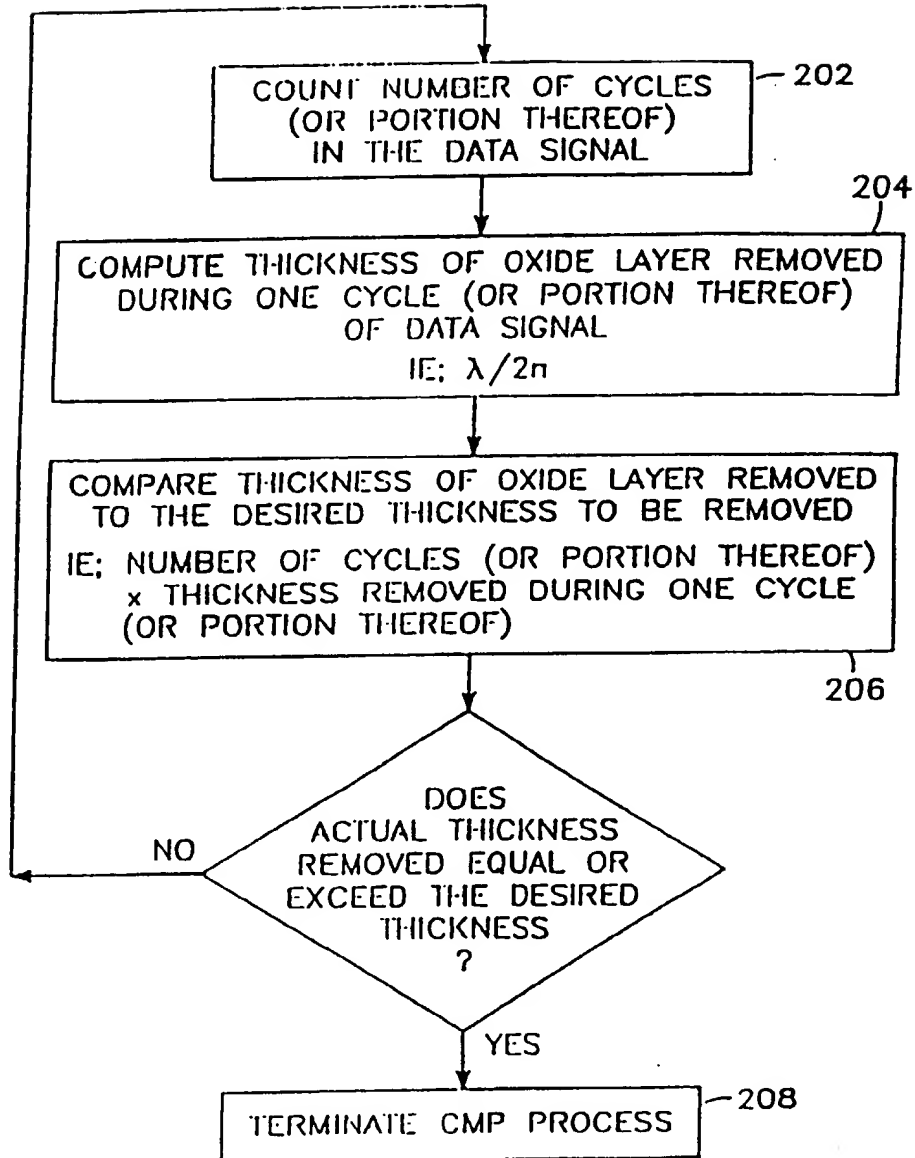 COUNT NUMBER OF CYCLES
(OR PORTION THEREOF)
IN THE DATA SIGNAL
202
204
COMPUTE THICKNESS OF OXIDE LAYER REMOVED
DURING ONE CYCLE (OR PORTION THEREOF)
OF DATA SIGNAL
IE; λ/2n
COMPARE THICKNESS OF OXIDE LAYER REMOVED
TO THE DESIRED THICKNESS TO BE REMOVED
IE; NUMBER OF CYCLES (OR PORTION THEREOF)
x THICKNESS REMOVED DURING ONE CYCLE
(OR PORTION THEREOF)
206
DOES
ACTUAL THICKNESS
REMOVED EQUAL OR
EXCEED THE DESIRED
THICKNESS
?
NO
YES
TERMINATE CMP PROCESS
208